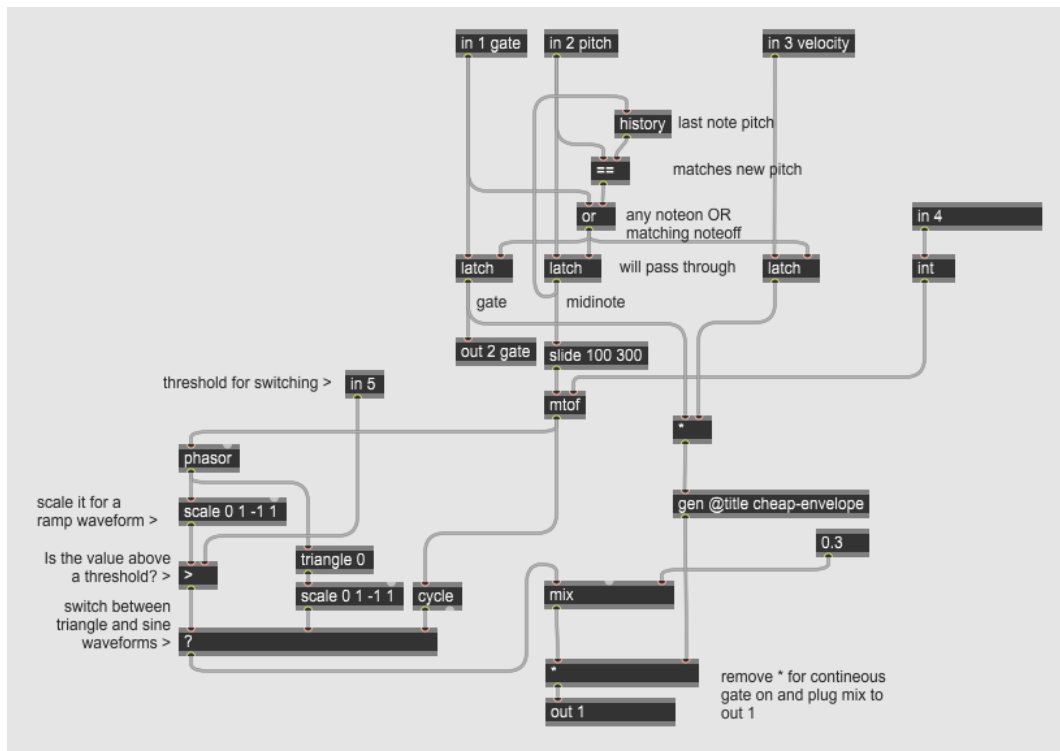 in 1 gate
in 2 pitch
in 3 velocity
history
last note pitch
==
matches new pitch
or
any noteon OR
matching noteoff
in 4
latch
latch
will pass through
latch
int
gate
midinote
out 2 gate
slide 100 300
threshold for switching >
in 5
mtof
*
phasor
scale it for a
ramp waveform >
scale 0 1 -1 1
gen @title cheap-envelope
0.3
Is the value above
a threshold? >
>
triangle 0
scale 0 1 -1 1
cycle
mix
switch between
triangle and sine
waveforms >
?
*
remove * for contineous
gate on and plug mix to
out 1
out 1